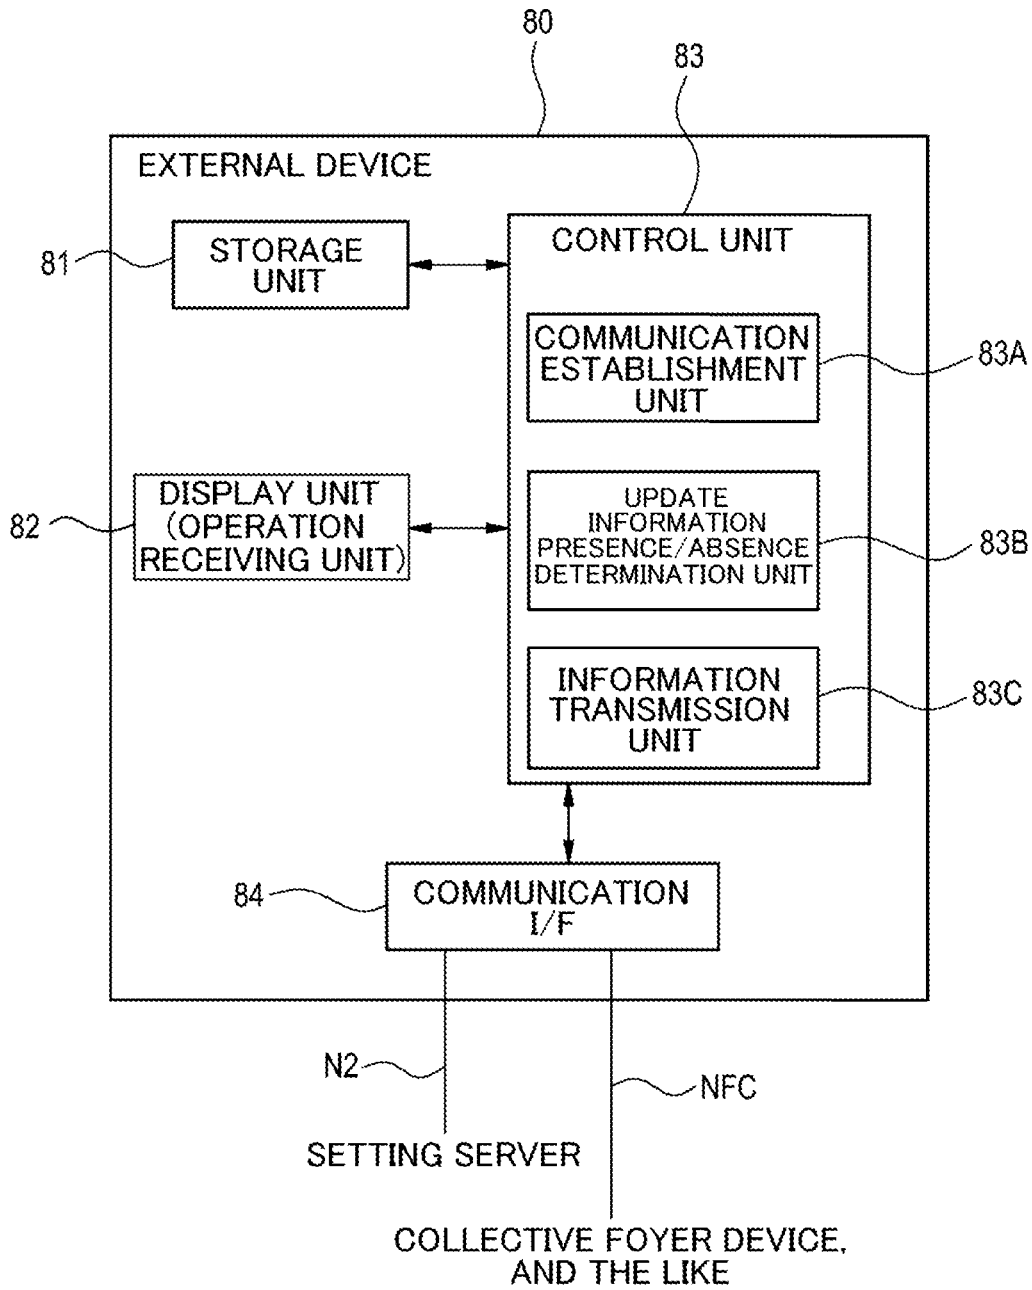 80
83
EXTERNAL DEVICE
81
STORAGE
UNIT
CONTROL UNIT
COMMUNICATION
ESTABLISHMENT
UNIT
83A
82
DISPLAY UNIT
(OPERATION
RECEIVING UNIT)
UPDATE
INFORMATION
PRESENCE/ABSENCE
DETERMINATION UNIT
83B
INFORMATION
TRANSMISSION
UNIT
83C
84
COMMUNICATION
I/F
N2
NFC
SETTING SERVER
COLLECTIVE FOYER DEVICE,
AND THE LIKE